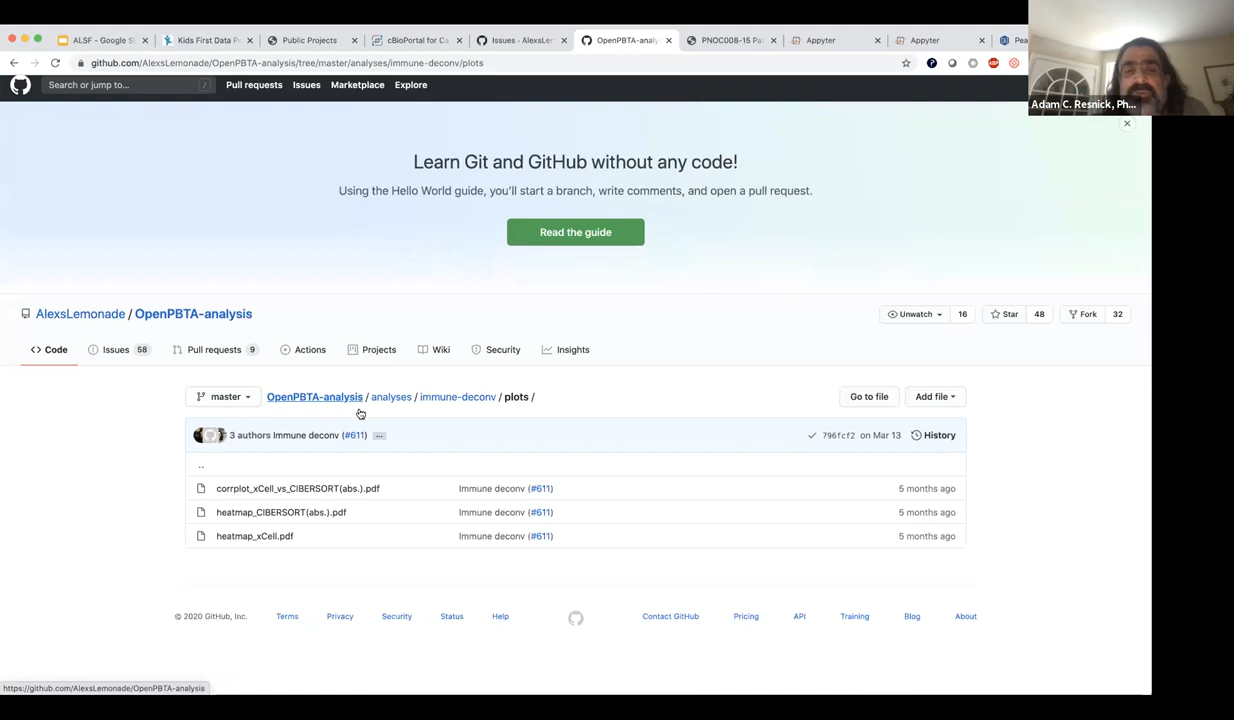 ALSF - Google S
Kids First Data P
Public Projects
cBioPortal for Ca
Issues · AlexsLem
OpenPBTA-analy
PNOC008-15 Pa
Appyter
Appyter
Pea
github.com/AlexsLemonade/OpenPBTA-analysis/tree/master/analyses/immune-deconv/plots
ABP
Adam C. Resnick, Ph...
Search or jump to...
/
Pull requests
Issues
Marketplace
Explore
Learn Git and GitHub without any code!
Using the Hello World guide, you'll start a branch, write comments, and open a pull request.
Read the guide
AlexsLemonade / OpenPBTA-analysis
Unwatch 16
Star 48
Fork 32
Code
Issues 58
Pull requests 9
Actions
Projects
Wiki
Security
Insights
master
OpenPBTA-analysis / analyses / immune-deconv / plots /
Go to file
Add file
3 authors Immune deconv (#611) ...
796fcf2 on Mar 13
History
..
corrplot_xCell_vs_CIBERSORT(abs.).pdf Immune deconv (#611) 5 months ago
heatmap_CIBERSORT(abs.).pdf Immune deconv (#611) 5 months ago
heatmap_xCell.pdf Immune deconv (#611) 5 months ago
© 2020 GitHub, Inc.
Terms
Privacy
Security
Status
Help
Contact GitHub
Pricing
API
Training
Blog
About
https://github.com/AlexsLemonade/OpenPBTA-analysis